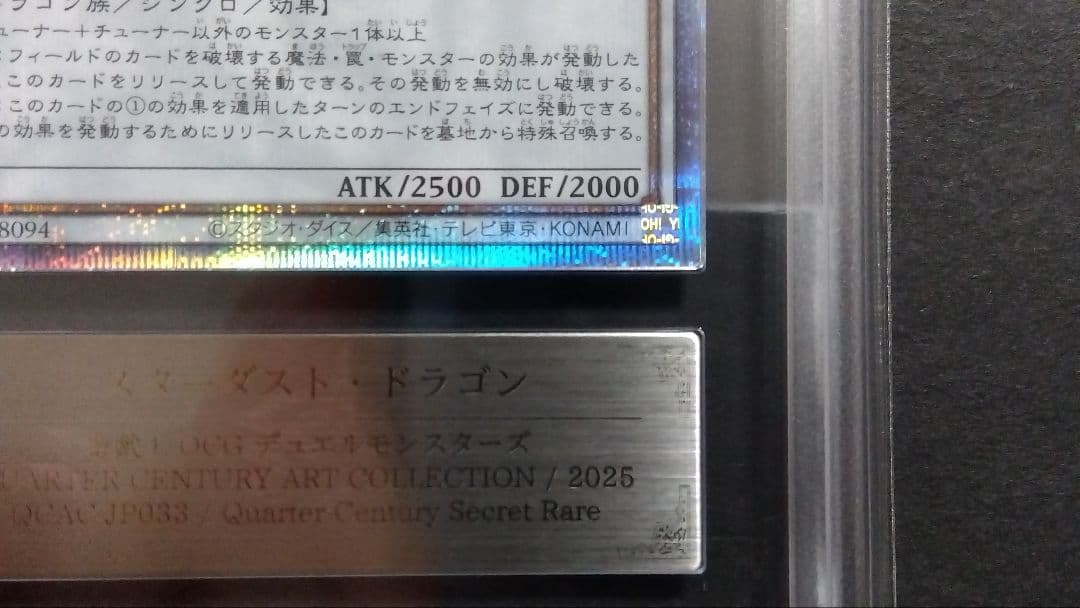 ラゴン族／シンクロ／効果】
ューナー＋チューナー以外のモンスター1体以上
フィールドのカードを破壊する魔法・罠・モンスターの効果が発動した
このカードをリリースして発動できる。その発動を無効にし破壊する。
このカードの①の効果を適用したターンのエンドフェイズに発動できる。
の効果を発動するためにリリースしたこのカードを墓地から特殊召喚する。
ATK/2500 DEF/2000
8094 ©スタジオ・ダイス／集英社・テレビ東京・KONAMI
スターダスト・ドラゴン
遊戯王 OCG デュエルモンスターズ
UARTER CENTURY ART COLLECTION / 2025
QCAC-JP033 / Quarter Century Secret Rare